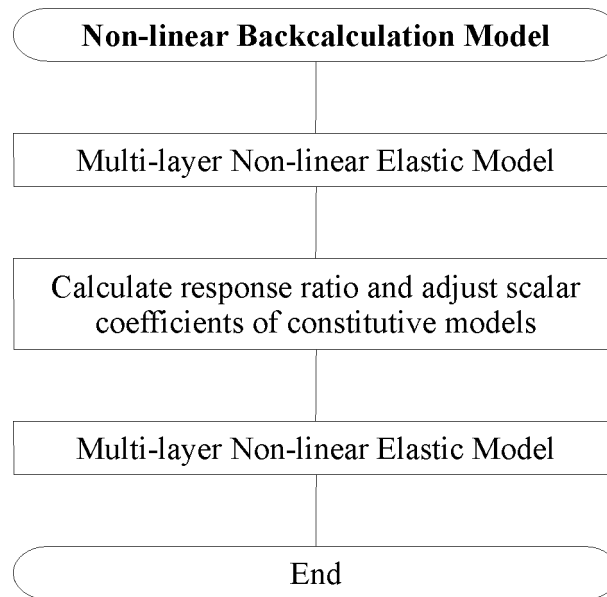 Non-linear Backcalculation Model
Multi-layer Non-linear Elastic Model
Calculate response ratio and adjust scalar
coefficients of constitutive models
Multi-layer Non-linear Elastic Model
End